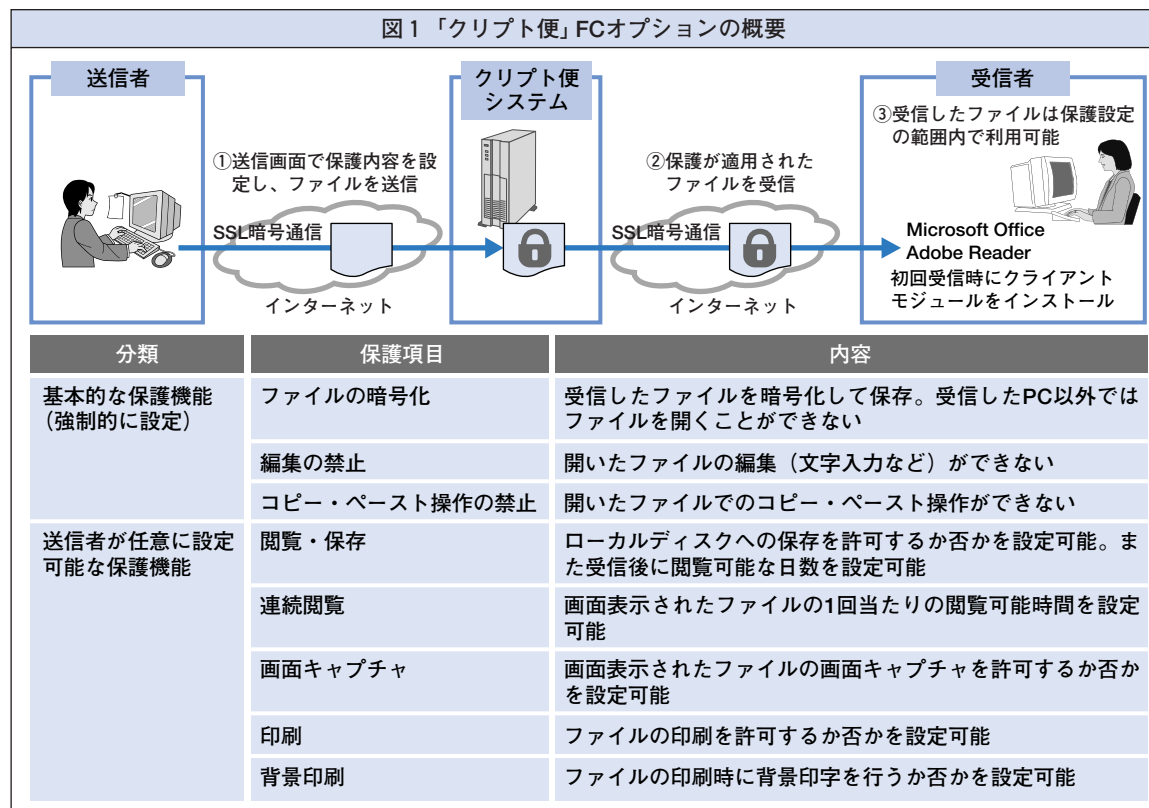 図1 「クリプト便」FCオプションの概要
送信者
クリプト便
システム
受信者
①送信画面で保護内容を設
定し、ファイルを送信
②保護が適用された
ファイルを受信
③受信したファイルは保護設定
の範囲内で利用可能
SSL暗号通信
インターネット
SSL暗号通信
インターネット
Microsoft Office
Adobe Reader
初回受信時にクライアント
モジュールをインストール
分類 保護項目 内容
基本的な保護機能
(強制的に設定)
ファイルの暗号化
受信したファイルを暗号化して保存。受信したPC以外では
ファイルを開くことができない
編集の禁止
開いたファイルの編集(文字入力など)ができない
コピー・ペースト操作の禁止
開いたファイルでのコピー・ペースト操作ができない
送信者が任意に設定
可能な保護機能
閲覧・保存
ローカルディスクへの保存を許可するか否かを設定可能。ま
た受信後に閲覧可能な日数を設定可能
連続閲覧
画面表示されたファイルの1回当たりの閲覧可能時間を設定
可能
画面キャプチャ
画面表示されたファイルの画面キャプチャを許可するか否か
を設定可能
印刷
ファイルの印刷を許可するか否かを設定可能
背景印刷
ファイルの印刷時に背景印字を行うか否かを設定可能